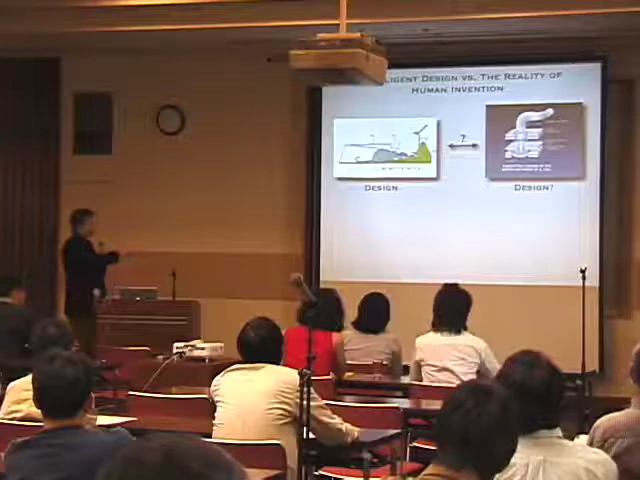 LIGENT DESIGN VS. THE REALITY OF
HUMAN INVENTION
?
DESIGN
DESIGN?